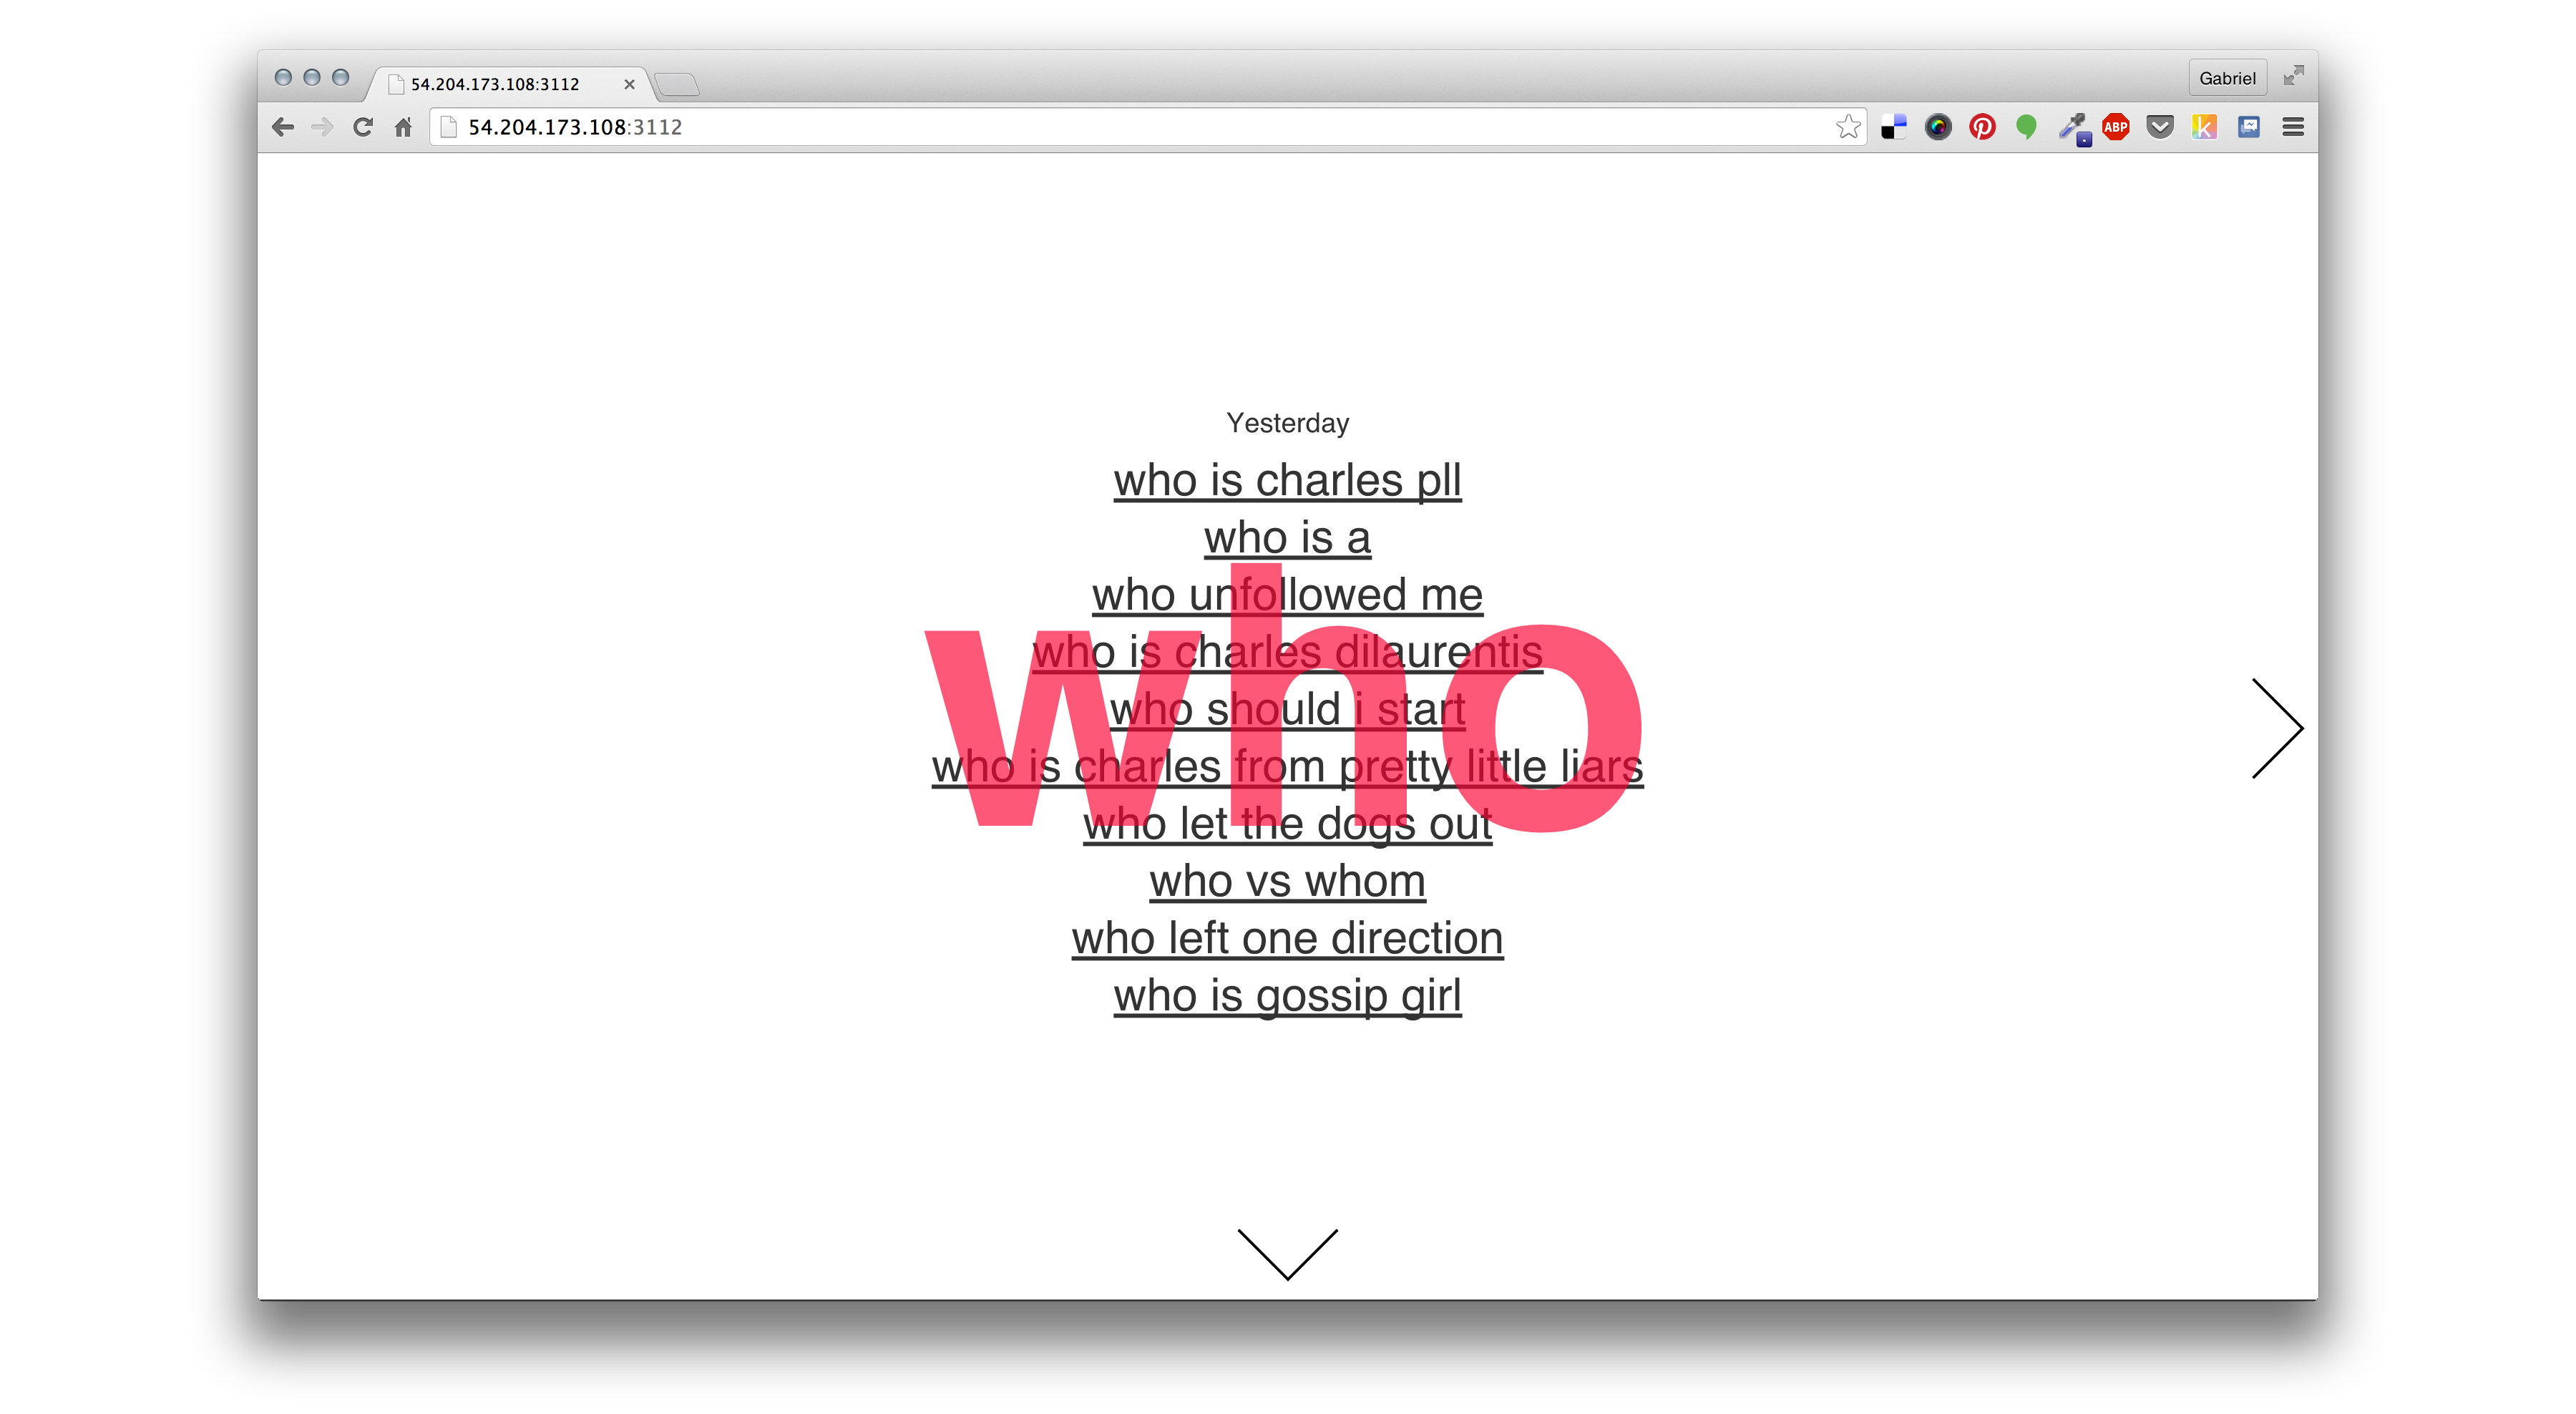 54.204.173.108:3112
Gabriel
54.204.173.108:3112
ABP
k
Yesterday
who is charles pll
who is a
who unfollowed me
who is charles dilaurentis
who should i start
who is charles from pretty little liars
who let the dogs out
who vs whom
who left one direction
who is gossip girl
who